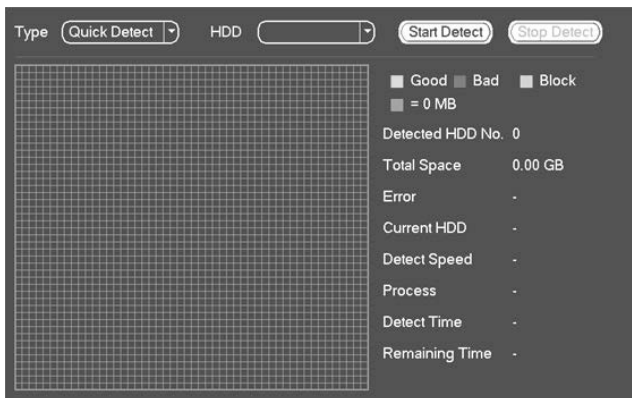 Type Quick Detect HDD Start Detect Stop Detect
Good Bad Block
= 0 MB
Detected HDD No. 0
Total Space 0.00 GB
Error -
Current HDD -
Detect Speed -
Process -
Detect Time -
Remaining Time -